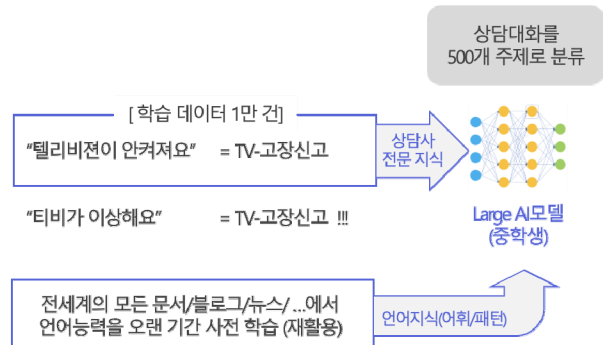 상담대화를
500개 주제로 분류
[ 학습 데이터 1만 건]
“텔리비젼이 안켜져요” = TV-고장신고
상담사
전문 지식
“티비가 이상해요” = TV-고장신고 !!!
Large AI모델
(중학생)
전세계의 모든 문서/블로그/뉴스/ ...에서
언어능력을 오랜 기간 사전 학습 (재활용)
언어지식(어휘/패턴)